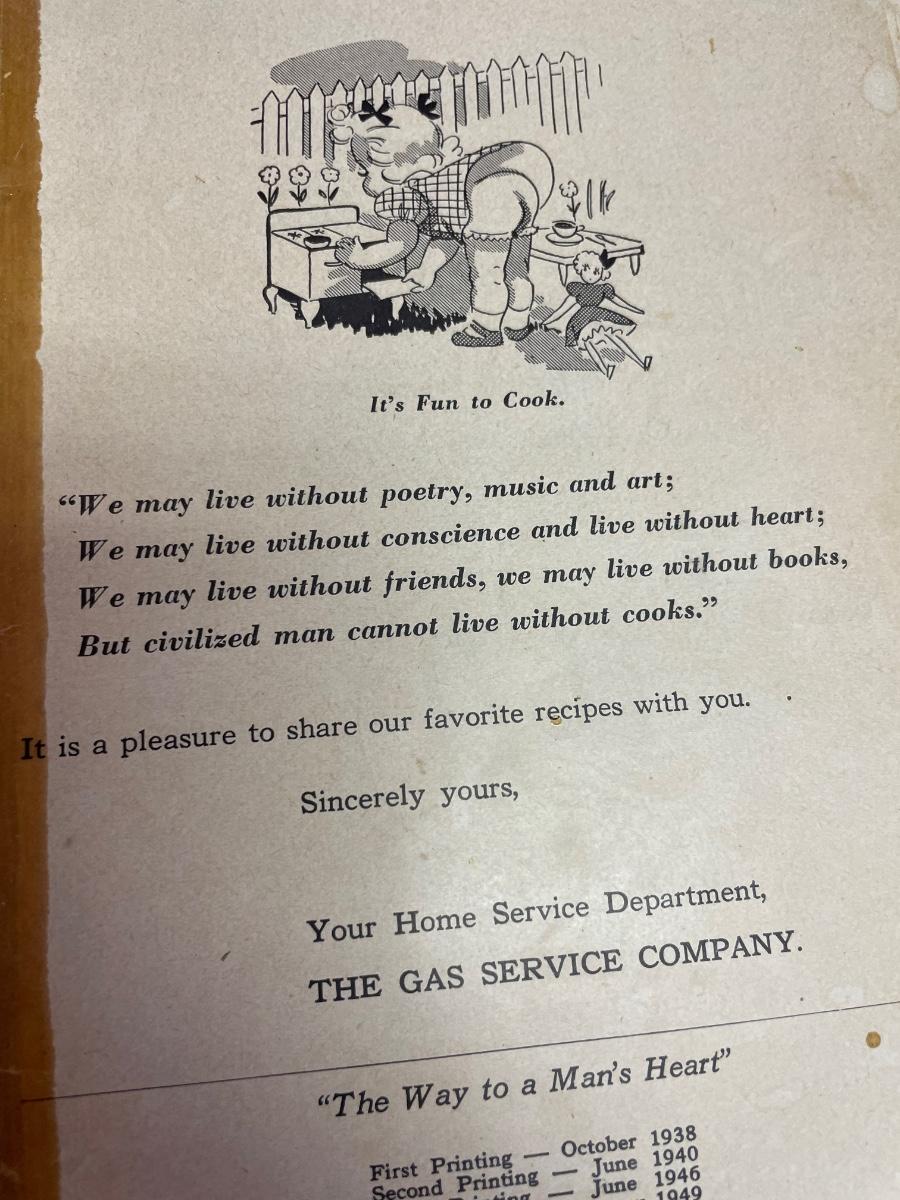 It's Fun to Cook.
“We may live without poetry, music and art;
We may live without conscience and live without heart;
We may live without friends, we may live without books,
But civilized man cannot live without cooks.”
It is a pleasure to share our favorite recipes with you.
Sincerely yours,
Your Home Service Department,
THE GAS SERVICE COMPANY.
“The Way to a Man's Heart”
First Printing — October 1938
Second Printing — June 1940
Printing — June 1946
1949